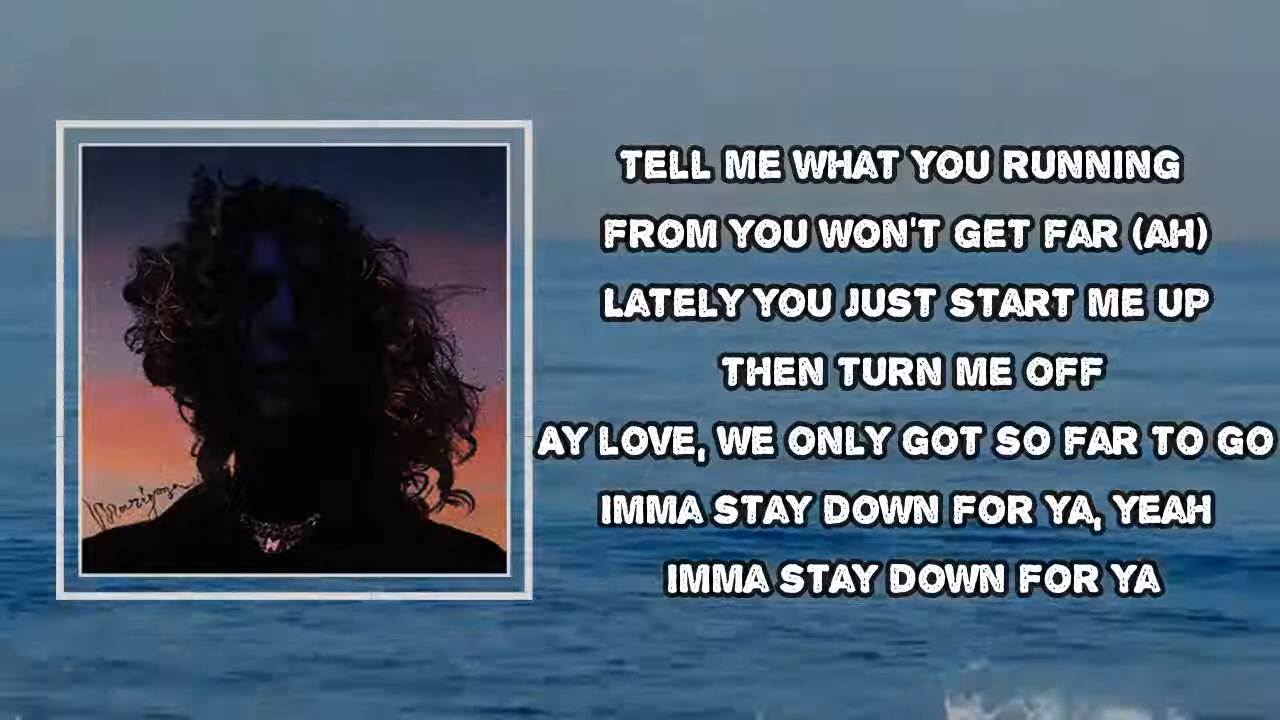 TELL ME WHAT YOU RUNNING
FROM YOU WON'T GET FAR (AH)
LATELY YOU JUST START ME UP
THEN TURN ME OFF
AY LOVE, WE ONLY GOT SO FAR TO GO
IMMA STAY DOWN FOR YA, YEAH
IMMA STAY DOWN FOR YA